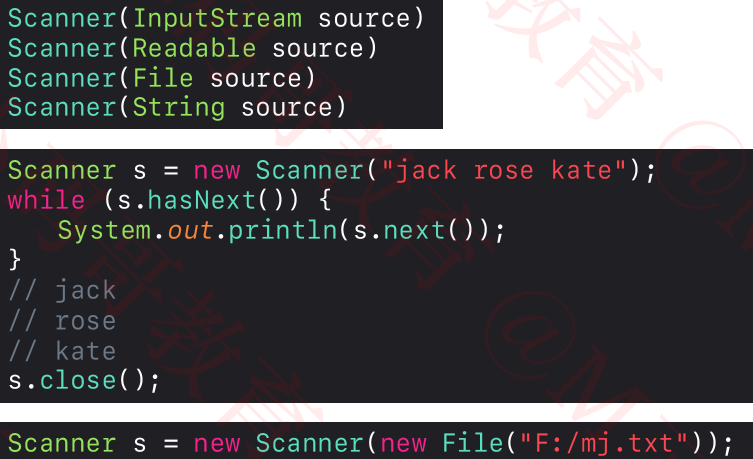 Scanner(InputStream source)
Scanner(Readable source)
Scanner(File source)
Scanner(String source)
Scanner s = new Scanner("jack rose kate");
while (s.hasNext()) {
    System.out.println(s.next());
}
// jack
// rose
// kate
s.close();
Scanner s = new Scanner(new File("F:/mj.txt"));